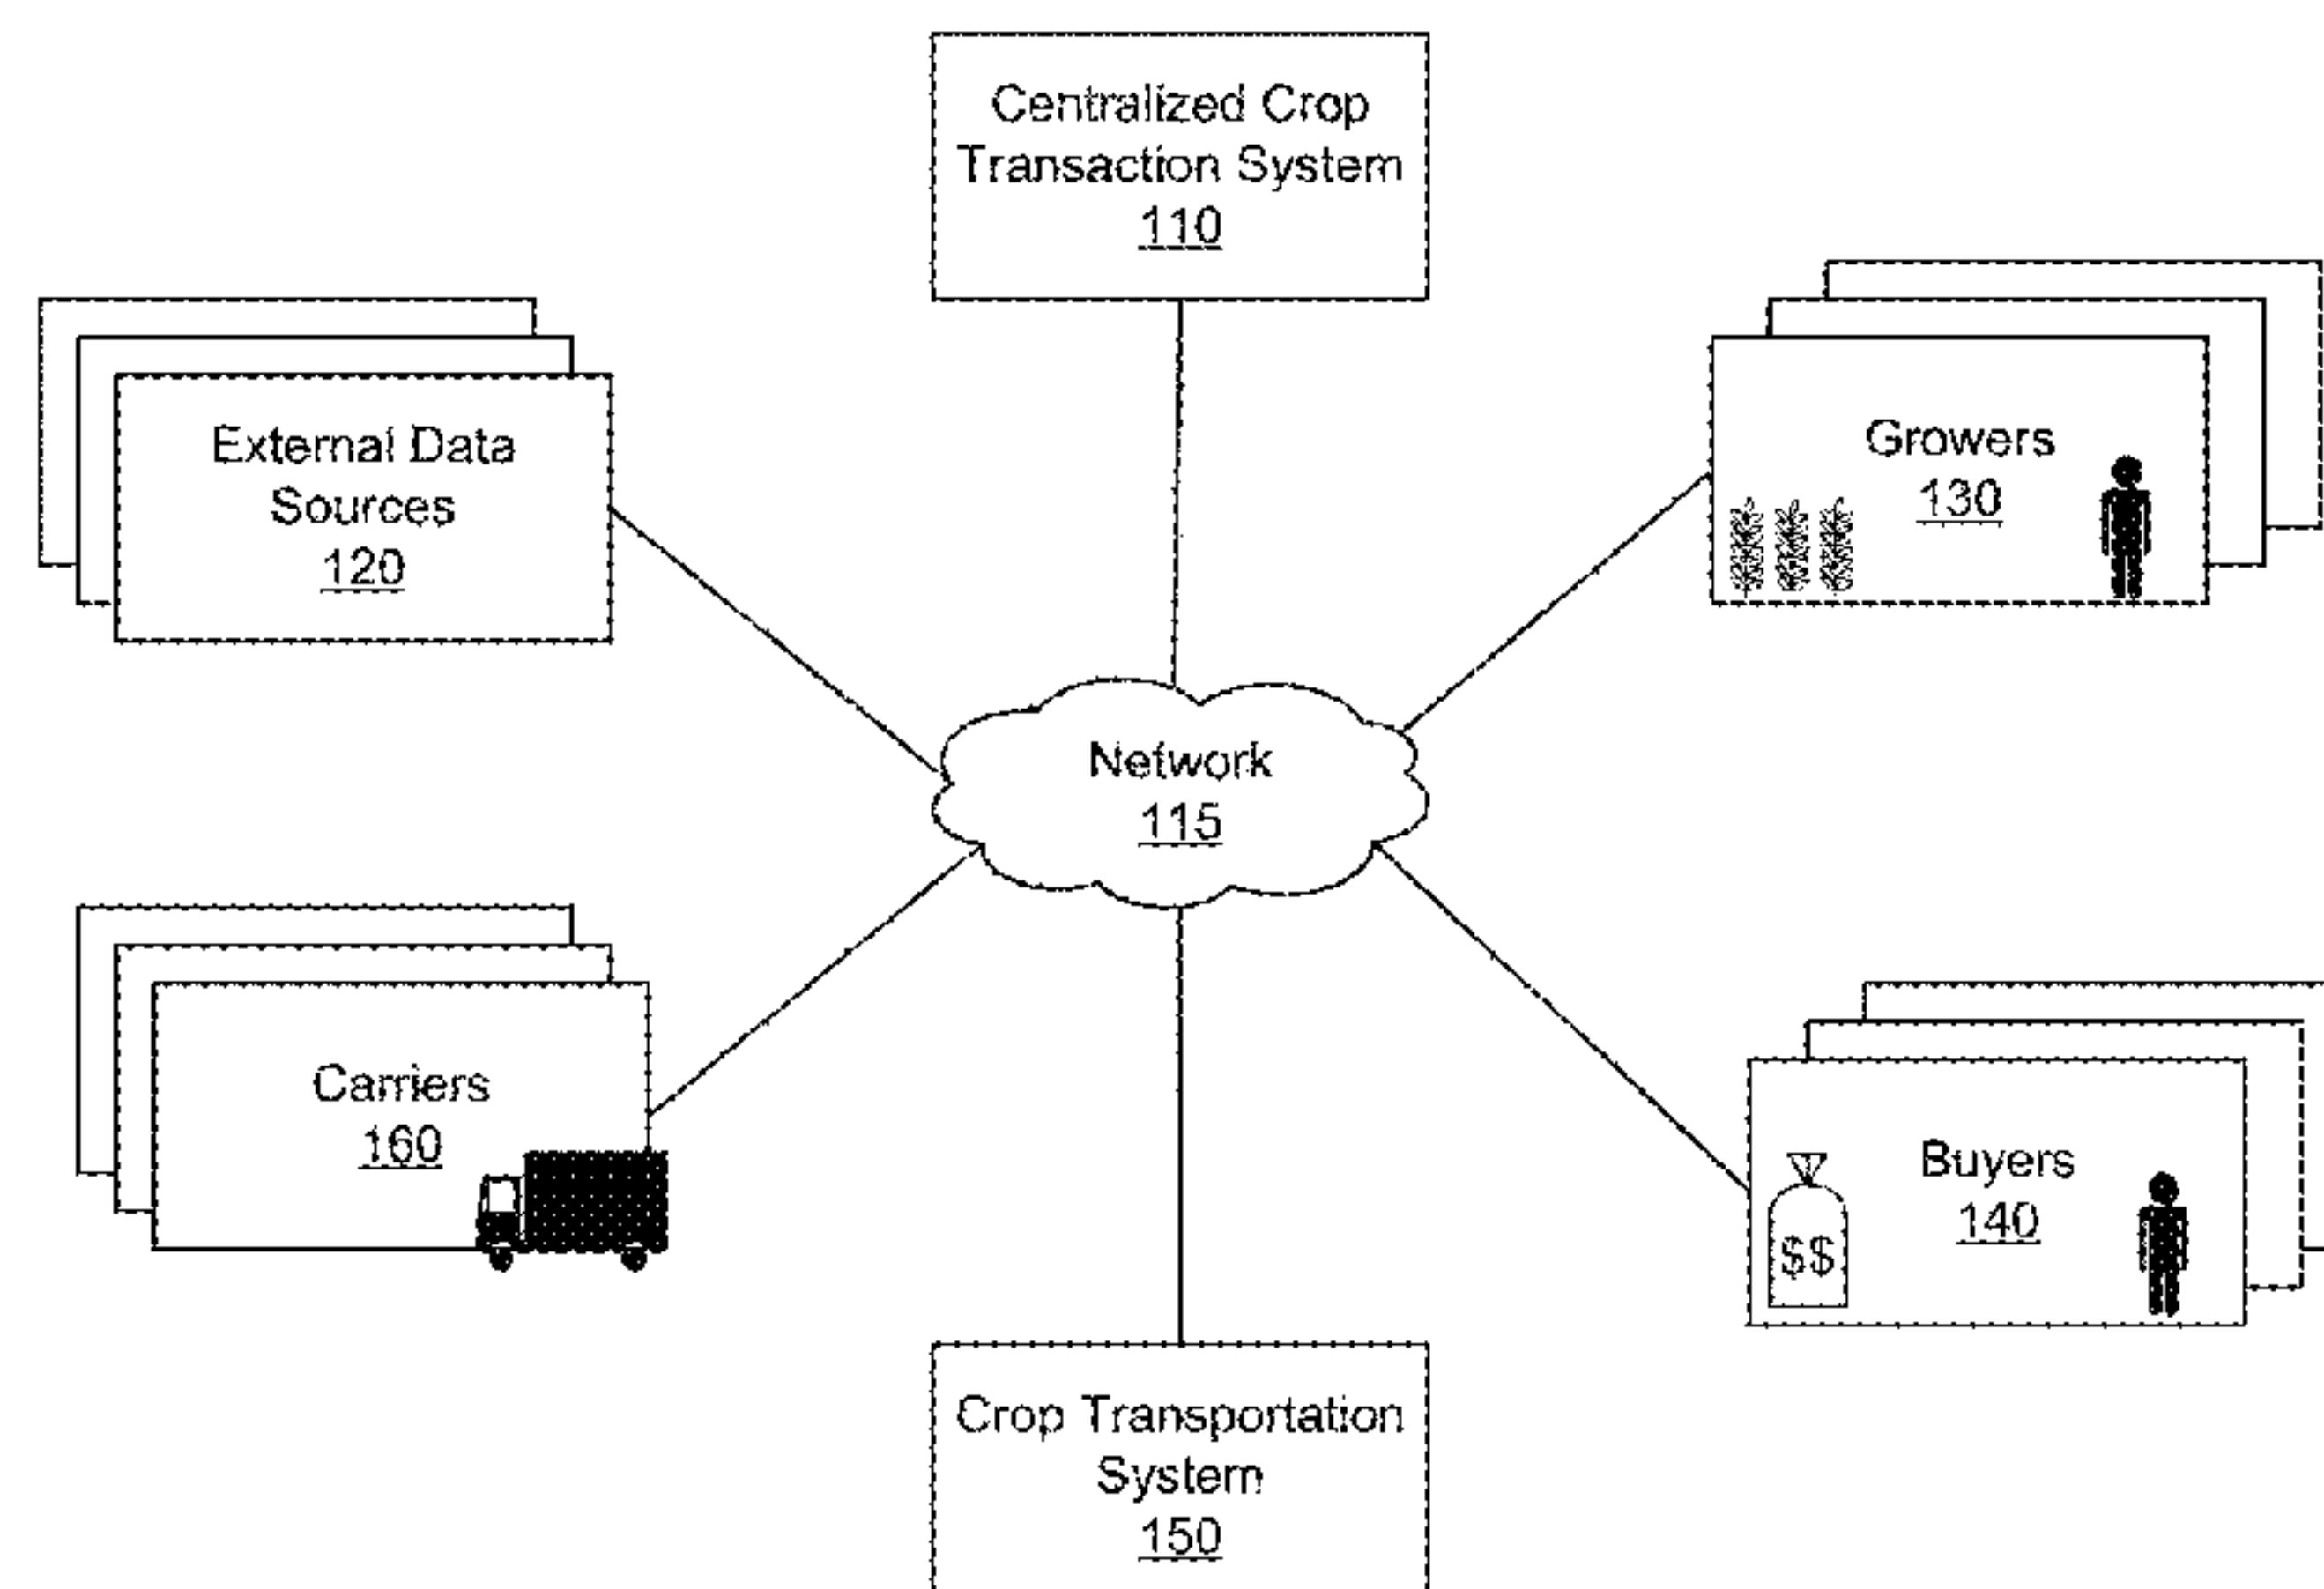 Centralized Crop
Transaction System
110
External Data
Sources
120
Growers
130
Network
115
Carriers
160
Buyers
140
$$
Crop Transportation
System
150